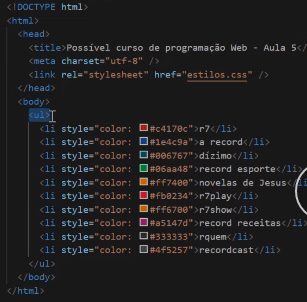 <!DOCTYPE html>
<html>
<head>
<title>Possível curso de programação Web - Aula 5</title>
<meta charset="utf-8" />
<link rel="stylesheet" href="estilos.css" />
</head>
<body>
<ul>
<li style="color: #c4170c">r7</li>
<li style="color: #1e4c9a">a record</li>
<li style="color: #006767">dízimo</li>
<li style="color: #06aa48">record esporte</li>
<li style="color: #ff7400">novelas de Jesus</li>
<li style="color: #fb0234">r7play</li>
<li style="color: #ff6700">r7show</li>
<li style="color: #a5147d">record receitas</li>
<li style="color: #333333">rquem</li>
<li style="color: #4f5257">recordcast</li>
</ul>
</body>
</html>